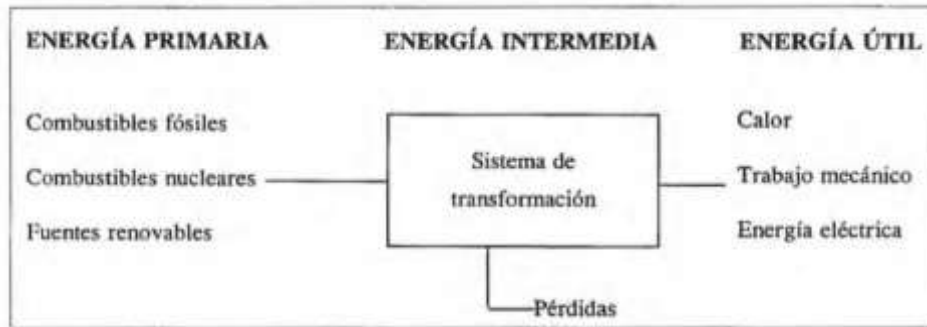 ENERGÍA PRIMARIA ENERGÍA INTERMEDIA ENERGÍA ÚTIL
Combustibles fósiles
Combustibles nucleares
Fuentes renovables
Sistema de
transformación
Pérdidas
Calor
Trabajo mecánico
Energía eléctrica